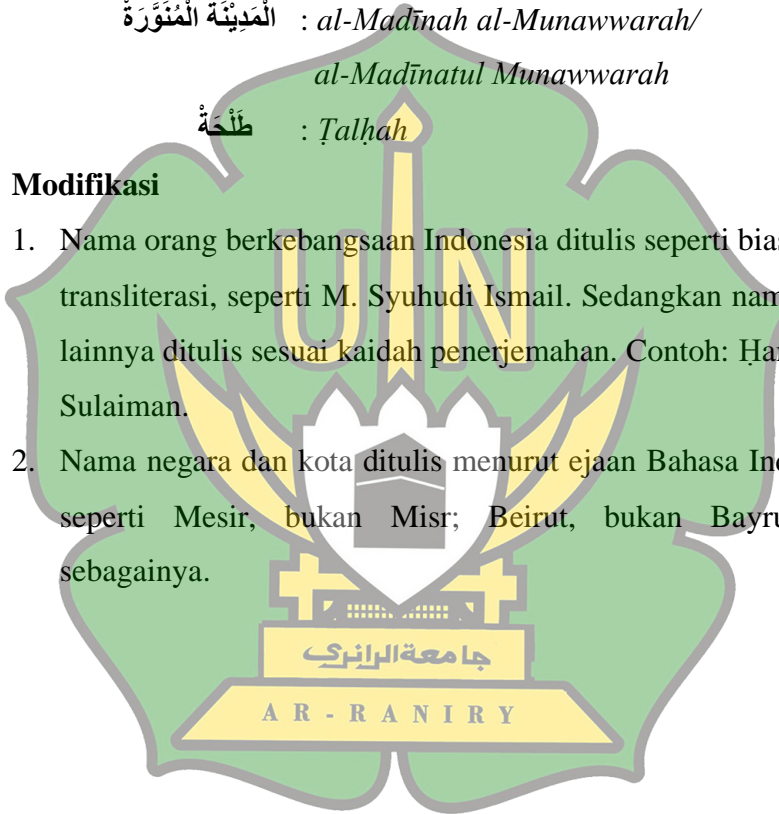 الْمَدِيْنَة الْمُنَوَّرَةْ : al-Madīnah al-Munawwarah/
al-Madīnatul Munawwarah
طَلْحَةْ : Ṭalḥah
Modifikasi
1. Nama orang berkebangsaan Indonesia ditulis seperti bias
transliterasi, seperti M. Syuhudi Ismail. Sedangkan nam
lainnya ditulis sesuai kaidah penerjemahan. Contoh: Ḥa
Sulaiman.
2. Nama negara dan kota ditulis menurut ejaan Bahasa Ind
seperti Mesir, bukan Misr; Beirut, bukan Bayru
sebagainya.
UIN
جامعة الرانري
AR-RANIRY